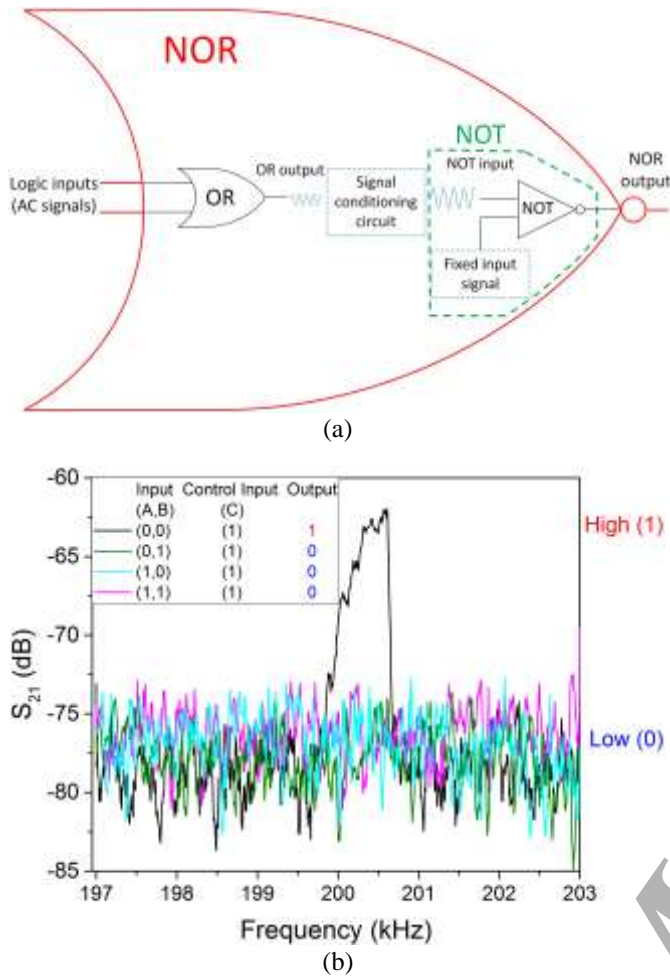 NOR
NOT
NOR
output
OR output
NOT input
Logic inputs
(AC signals)
OR
Signal
conditioning
circuit
NOT
Fixed input
signal
(a)
-60
-65
-70
-75
-80
-85
S21 (dB)
Input Control Input Output
(A,B) (C)
(0,0) (1) 1
(0,1) (1) 0
(1,0) (1) 0
(1,1) (1) 0
High (1)
Low (0)
197 198 199 200 201 202 203
Frequency (kHz)
(b)